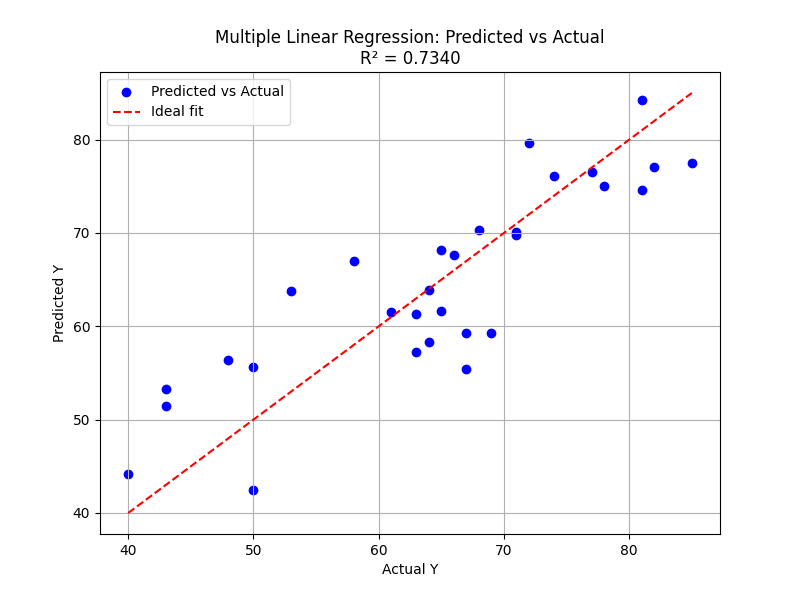 Multiple Linear Regression: Predicted vs Actual
R² = 0.7340
Predicted vs Actual
Ideal fit
80
70
60
50
40
Predicted Y
40
50
60
70
80
Actual Y